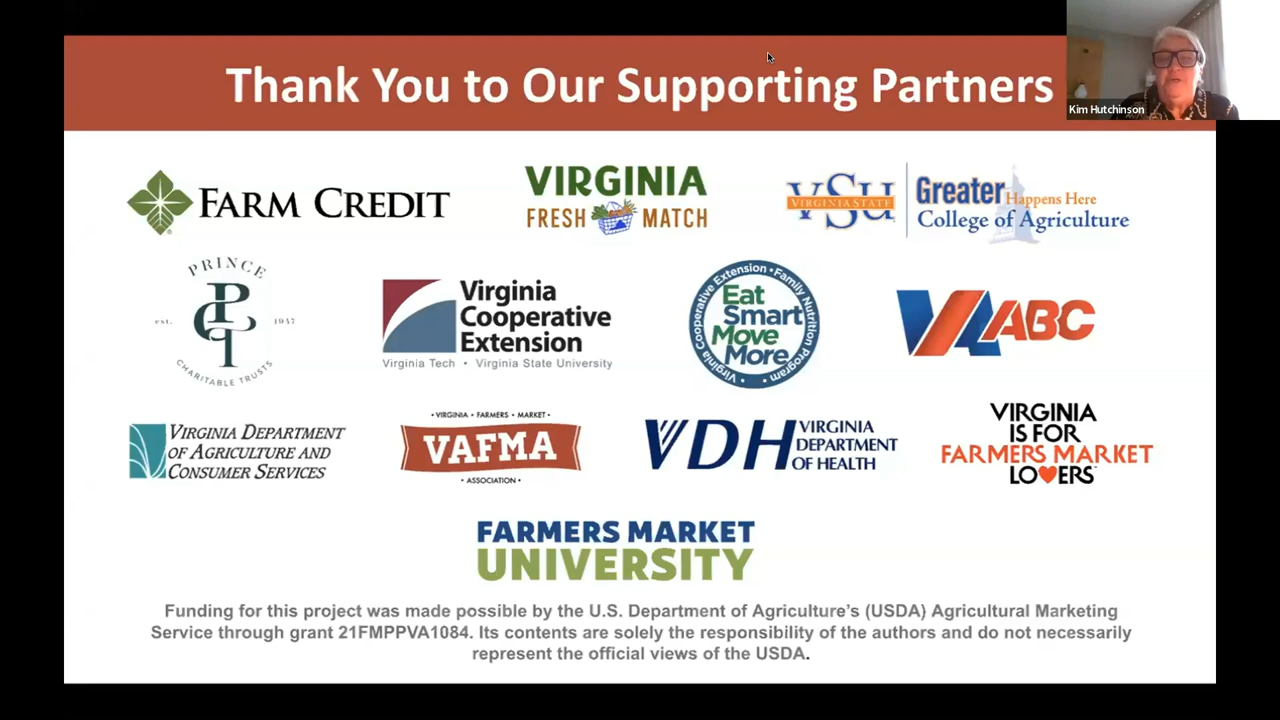 Thank You to Our Supporting Partners
Kim Hutchinson
FARM CREDIT
VIRGINIA
FRESH MATCH
VSU
VIRGINIA STATE
Greater
Happens Here
College of Agriculture
PRINCE
PCT
est. 1947
CHARITABLE TRUSTS
Virginia
Cooperative
Extension
Virginia Tech • Virginia State University
Virginia Cooperative Extension • Family Nutrition Program •
Eat
Smart
Move
More
VA ABC
VIRGINIA DEPARTMENT
OF AGRICULTURE AND
CONSUMER SERVICES
• VIRGINIA • FARMERS • MARKET •
VAFMA
• ASSOCIATION •
VDH
VIRGINIA
DEPARTMENT
OF HEALTH
VIRGINIA
IS FOR
FARMERS MARKET
LO♥ERS
FARMERS MARKET
UNIVERSITY
Funding for this project was made possible by the U.S. Department of Agriculture's (USDA) Agricultural Marketing
Service through grant 21FMPPVA1084. Its contents are solely the responsibility of the authors and do not necessarily
represent the official views of the USDA.